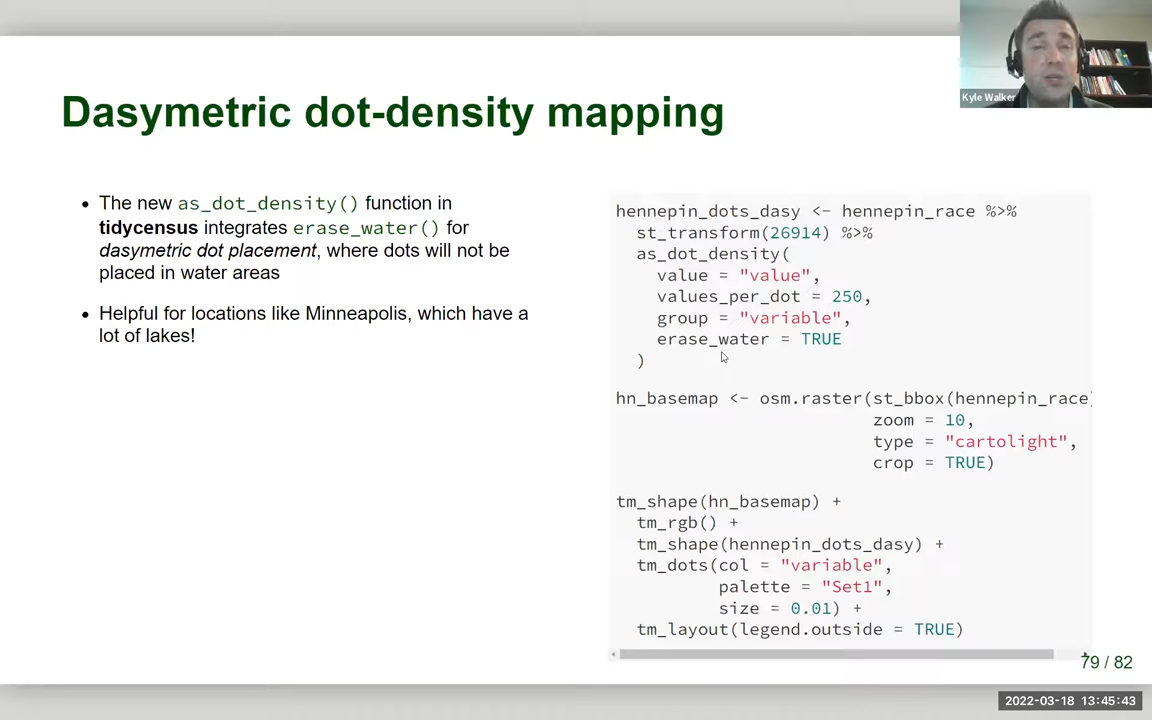 Kyle Walker
Dasymetric dot-density mapping
The new as_dot_density() function in
tidycensus integrates erase_water() for
dasymetric dot placement, where dots will not be
placed in water areas
Helpful for locations like Minneapolis, which have a
lot of lakes!
hennepin_dots_dasy <- hennepin_race %>%
  st_transform(26914) %>%
  as_dot_density(
    value = "value",
    values_per_dot = 250,
    group = "variable",
    erase_water = TRUE
  )
hn_basemap <- osm.raster(st_bbox(hennepin_race)
                         zoom = 10,
                         type = "cartolight",
                         crop = TRUE)
tm_shape(hn_basemap) +
  tm_rgb() +
  tm_shape(hennepin_dots_dasy) +
  tm_dots(col = "variable",
          palette = "Set1",
          size = 0.01) +
  tm_layout(legend.outside = TRUE)
79 / 82
2022-03-18 13:45:43